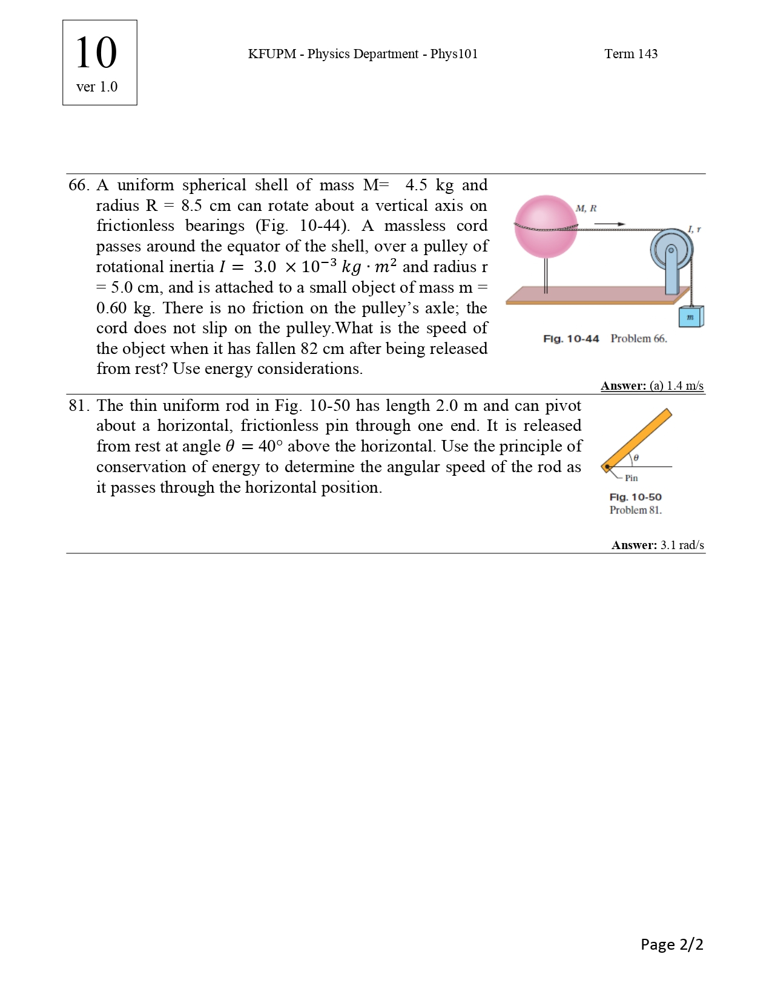 10
ver 1.0
KFUPM - Physics Department - Phys101
Term 143
66. A uniform spherical shell of mass M= 4.5 kg and
radius R = 8.5 cm can rotate about a vertical axis on
frictionless bearings (Fig. 10-44). A massless cord
passes around the equator of the shell, over a pulley of
rotational inertia 𝐼 = 3.0 × 10⁻³ 𝑘𝑔 · 𝑚² and radius r
= 5.0 cm, and is attached to a small object of mass m =
0.60 kg. There is no friction on the pulley’s axle; the
cord does not slip on the pulley.What is the speed of
the object when it has fallen 82 cm after being released
from rest? Use energy considerations.
M, R
I, r
m
Fig. 10-44 Problem 66.
Answer: (a) 1.4 m/s
81. The thin uniform rod in Fig. 10-50 has length 2.0 m and can pivot
about a horizontal, frictionless pin through one end. It is released
from rest at angle 𝜃 = 40° above the horizontal. Use the principle of
conservation of energy to determine the angular speed of the rod as
it passes through the horizontal position.
θ
Pin
Fig. 10-50
Problem 81.
Answer: 3.1 rad/s
Page 2/2